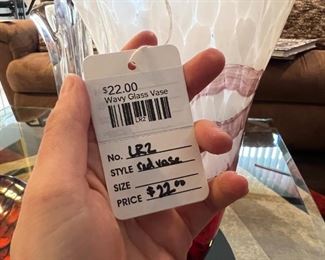 $22.00
Wavy Glass Vase
LR2
No. LR2
STYLE red vase
SIZE
PRICE $22.00